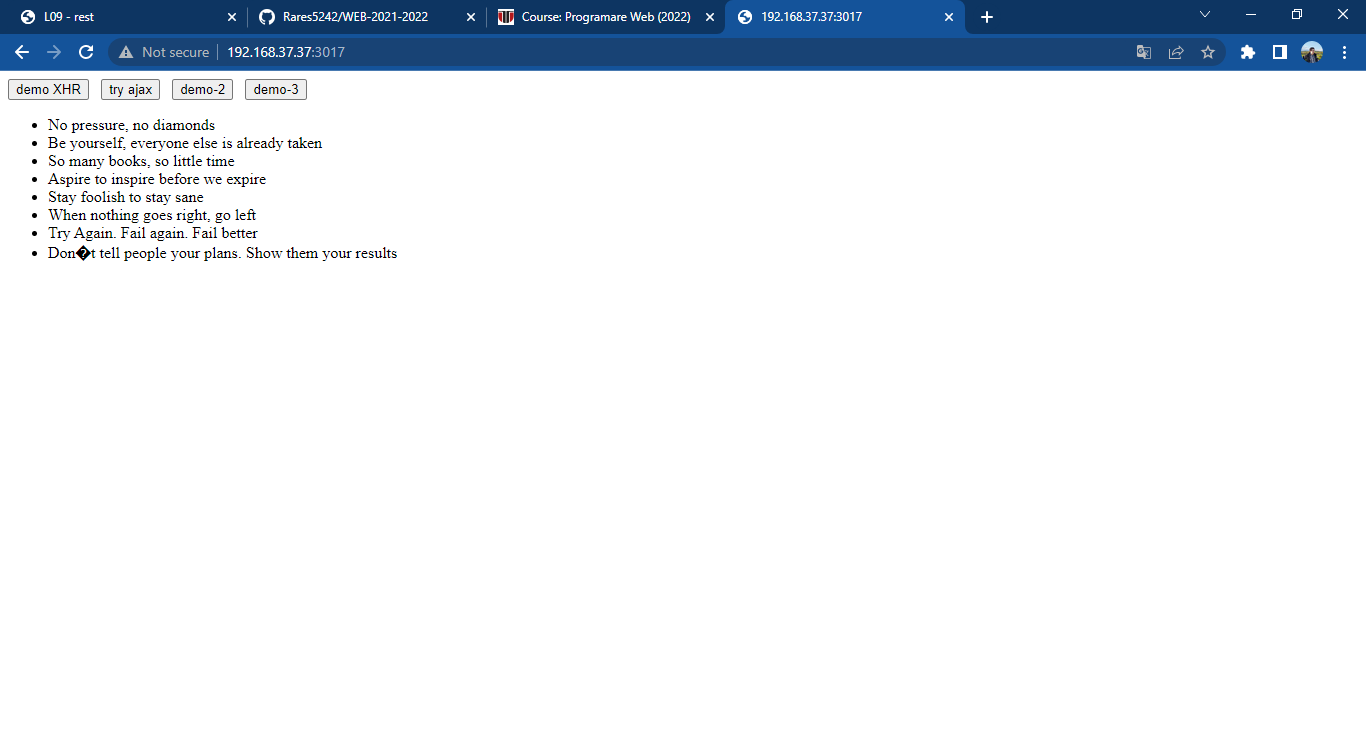 L09 - rest
Rares5242/WEB-2021-2022
Course: Programare Web (2022)
192.168.37.37:3017
Not secure
192.168.37.37:3017
demo XHR
try ajax
demo-2
demo-3
No pressure, no diamonds
Be yourself, everyone else is already taken
So many books, so little time
Aspire to inspire before we expire
Stay foolish to stay sane
When nothing goes right, go left
Try Again. Fail again. Fail better
Don�t tell people your plans. Show them your results